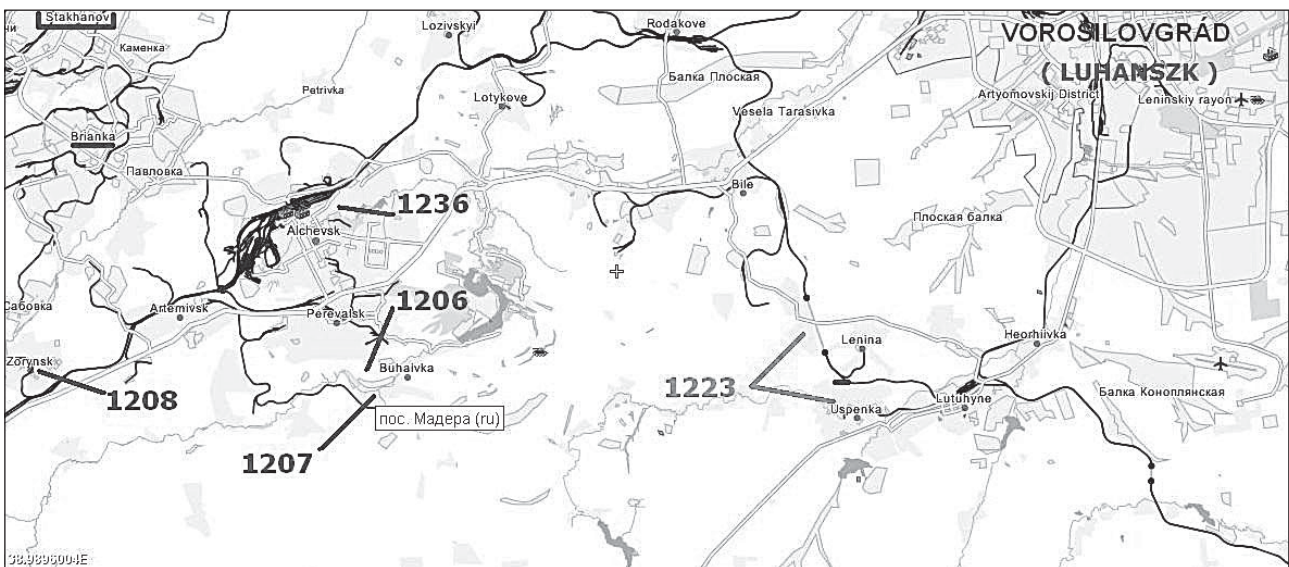 Stakhanov
Каменка
Lozivskyi
Rodakove
VOROSILOVGRÁD
( LUHANSZK )
Petrivka
Балка Плоская
Artyomovskij District
Leninskiy rayon
Lotykove
Vesela Tarasivka
Brianka
Павловка
Bile
1236
Плоская балка
Alchevsk
1206
Artemivsk
Perevalsk
Сабовка
Heorhiivka
Lenina
Zorynsk
Buhaivka
1208
1223
Балка Коноплянская
Uspenka
Lutuhyne
пос. Мадера (ru)
1207
38.9896004E